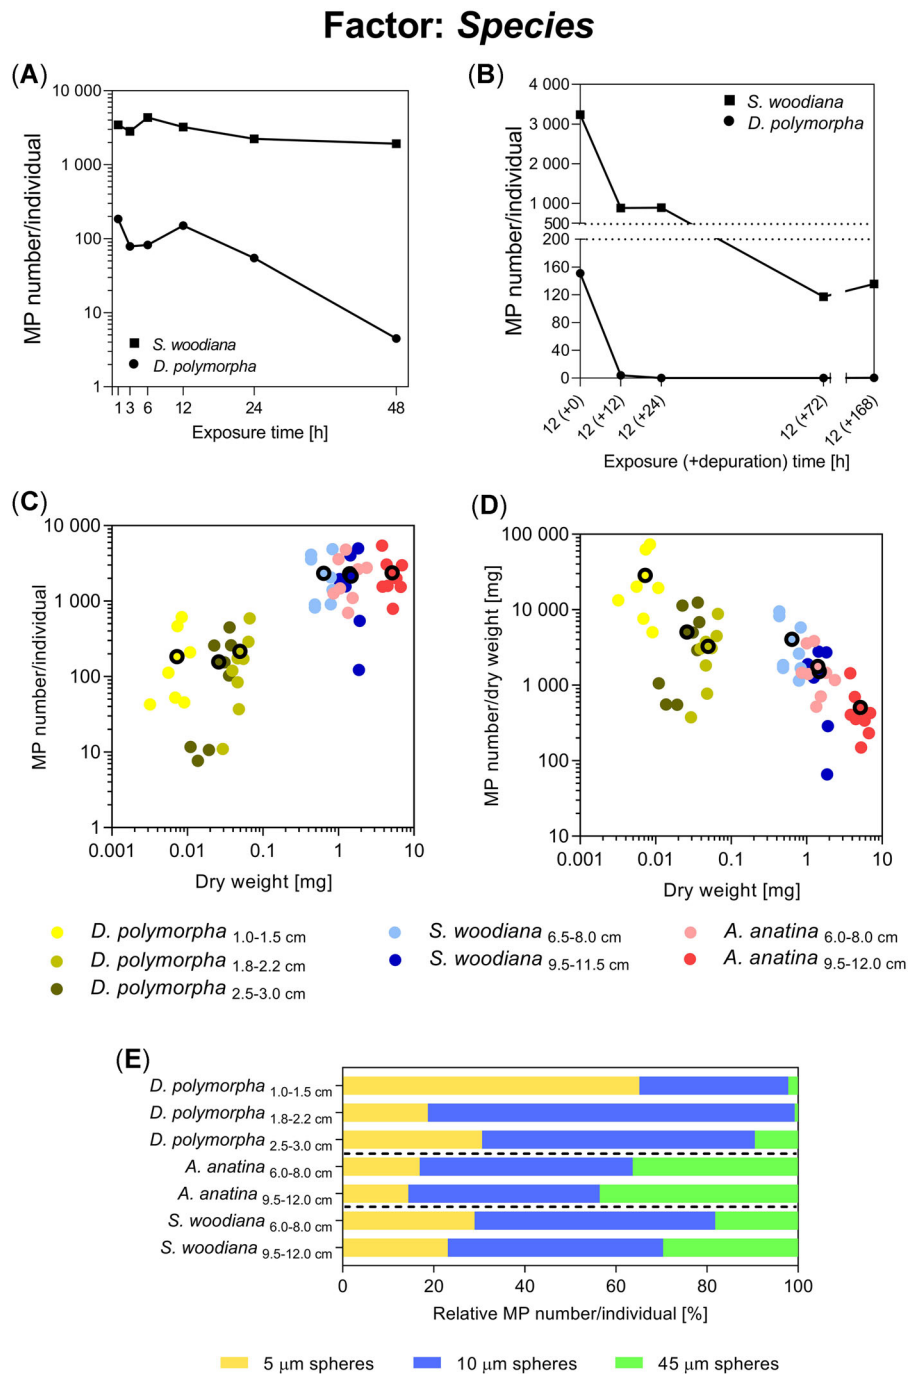 Factor: Species
(A)
10 000
1 000
100
10
1
MP number/individual
S. woodiana
D. polymorpha
1 3 6 12 24 48
Exposure time [h]
(B)
4 000
3 000
2 000
1 000
500
200
160
120
80
40
0
MP number/individual
S. woodiana
D. polymorpha
12 (+0)
12 (+12)
12 (+24)
12 (+72)
12 (+168)
Exposure (+depuration) time [h]
(C)
10 000
1 000
100
10
1
MP number/individual
0.001 0.01 0.1 1 10
Dry weight [mg]
(D)
100 000
10 000
1 000
100
10
MP number/dry weight [mg]
0.001 0.01 0.1 1 10
Dry weight [mg]
D. polymorpha 1.0-1.5 cm
D. polymorpha 1.8-2.2 cm
D. polymorpha 2.5-3.0 cm
S. woodiana 6.5-8.0 cm
S. woodiana 9.5-11.5 cm
A. anatina 6.0-8.0 cm
A. anatina 9.5-12.0 cm
(E)
D. polymorpha 1.0-1.5 cm
D. polymorpha 1.8-2.2 cm
D. polymorpha 2.5-3.0 cm
A. anatina 6.0-8.0 cm
A. anatina 9.5-12.0 cm
S. woodiana 6.0-8.0 cm
S. woodiana 9.5-12.0 cm
0 20 40 60 80 100
Relative MP number/individual [%]
5 μm spheres 10 μm spheres 45 μm spheres